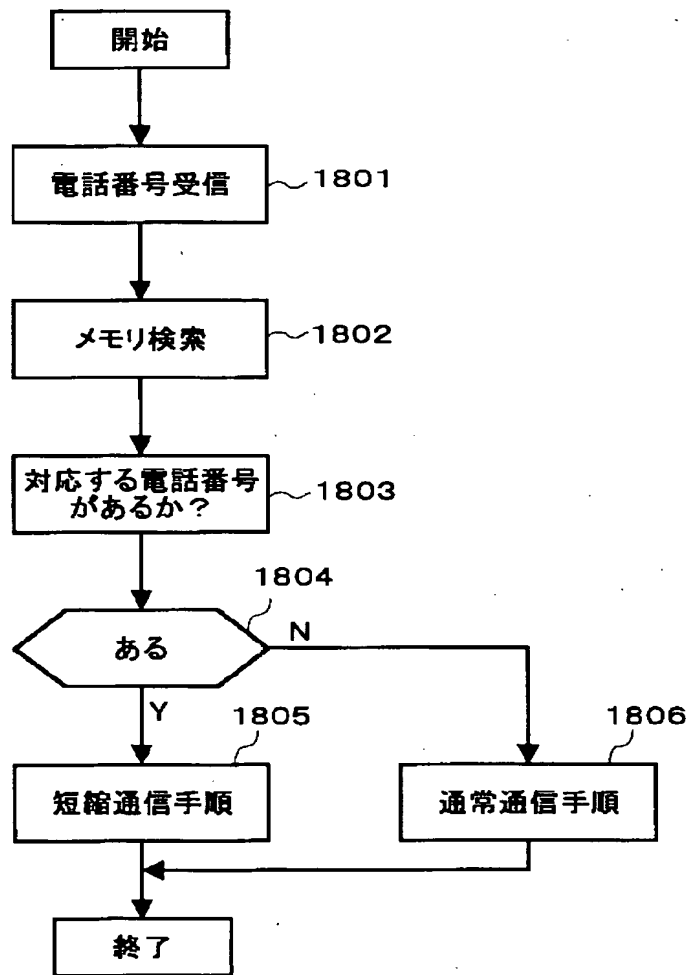 開始
電話番号受信
1801
メモリ検索
1802
対応する電話番号
があるか？
1803
1804
ある
N
Y
1805
1806
短縮通信手順
通常通信手順
終了